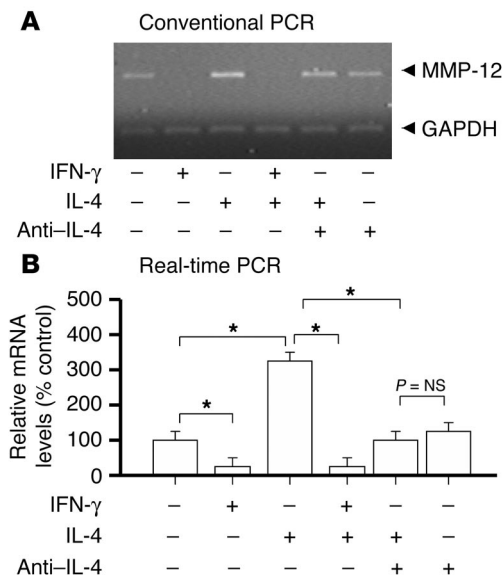 A
Conventional PCR
◄ MMP-12
◄ GAPDH
IFN-γ – + – + – –
IL-4 – – + + + –
Anti–IL-4 – – – – + +
B
Real-time PCR
Relative mRNA
levels (% control)
500
400
300
200
100
0
*
*
*
*
P = NS
IFN-γ – + – + – –
IL-4 – – + + + –
Anti–IL-4 – – – – + +